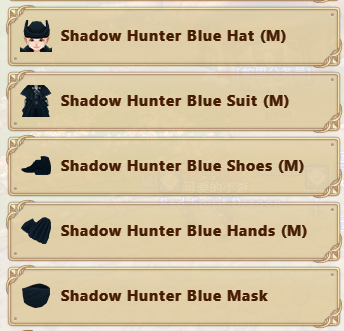 Shadow Hunter Blue Hat (M)
Shadow Hunter Blue Suit (M)
Shadow Hunter Blue Shoes (M)
Shadow Hunter Blue Hands (M)
Shadow Hunter Blue Mask